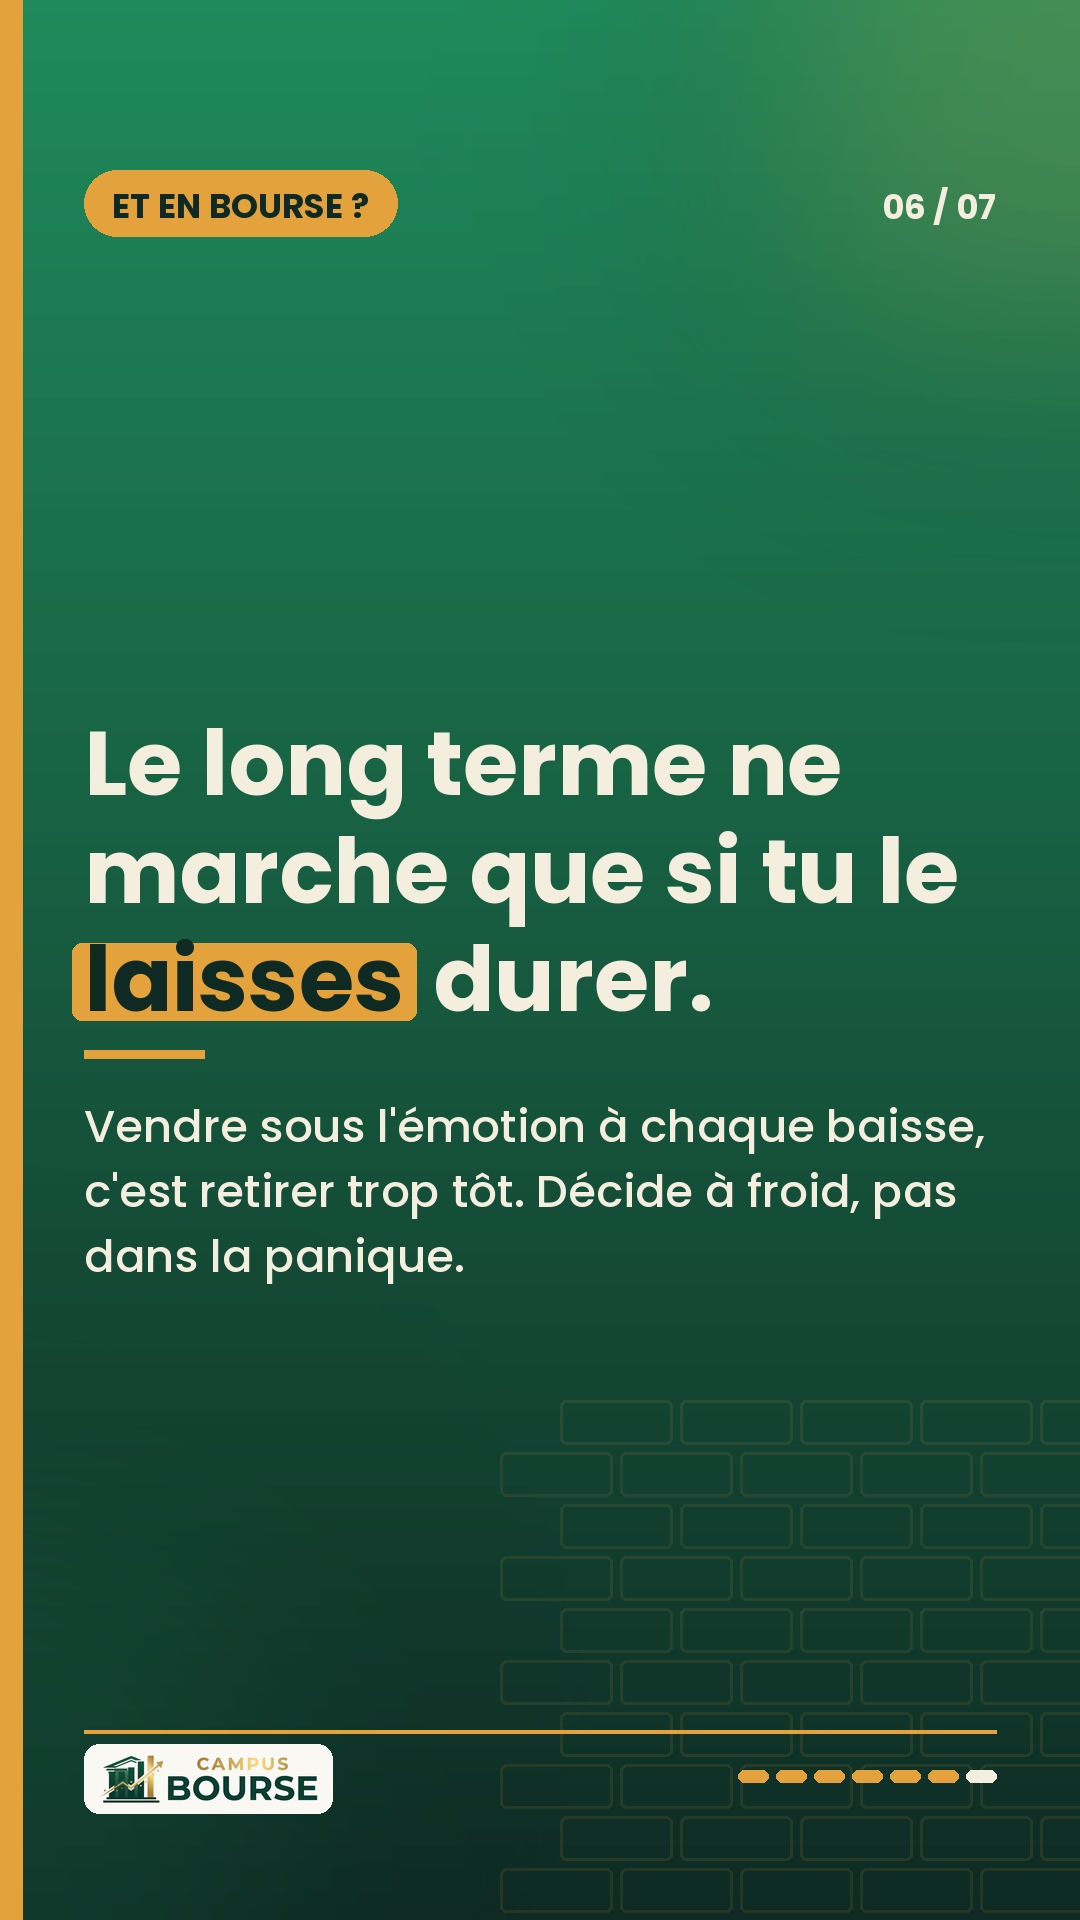 ET EN BOURSE ?
06 / 07
Le long terme ne
marche que si tu le
laisses durer.
Vendre sous l'émotion à chaque baisse,
c'est retirer trop tôt. Décide à froid, pas
dans la panique.
CAMPUS
BOURSE